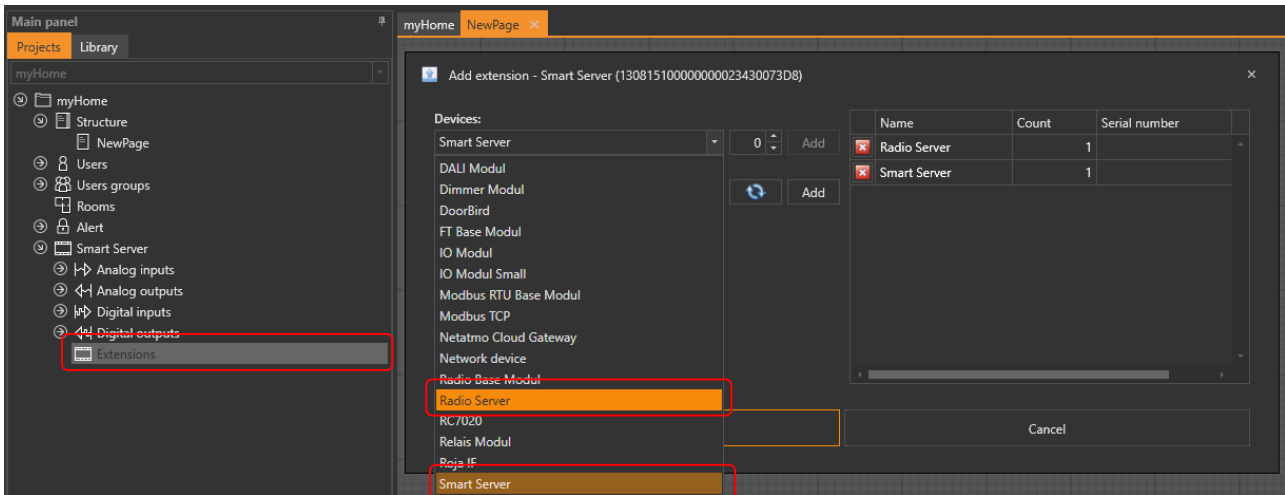 Main panel
Projects Library
myHome
myHome
Structure
NewPage
Users
Users groups
Rooms
Alert
Smart Server
Analog inputs
Analog outputs
Digital inputs
Digital outputs
Extensions
myHome NewPage
Add extension - Smart Server (130815100000000023430073D8)
Devices:
Smart Server 0 Add
Add
DALI Modul
Dimmer Modul
DoorBird
FT Base Modul
IO Modul
IO Modul Small
Modbus RTU Base Modul
Modbus TCP
Netatmo Cloud Gateway
Network device
Radio Base Modul
Radio Server
RC7020
Relais Modul
Roja IF
Smart Server
Name Count Serial number
Radio Server 1
Smart Server 1
Cancel